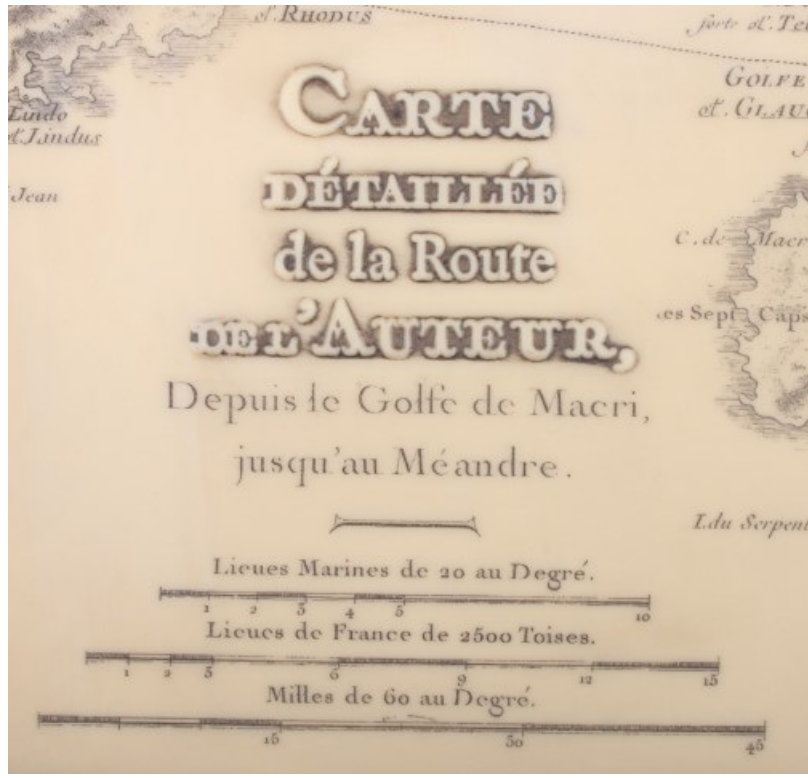 et. RHODUS
forte et. Te
GOLFE
et. GLAU
Lindo
et Lindus
Jean
CARTE
DÉTAILLÉE
de la Route
DE L'AUTEUR,
C. de Macr
es Sept Caps
Depuis le Golfe de Macri,
jusqu'au Méandre.
I. du Serpent
Lieues Marines de 20 au Degré.
1 2 3 4 5 10
Lieues de France de 2500 Toises.
1 2 3 6 9 12 15
Milles de 60 au Degré.
15 30 45